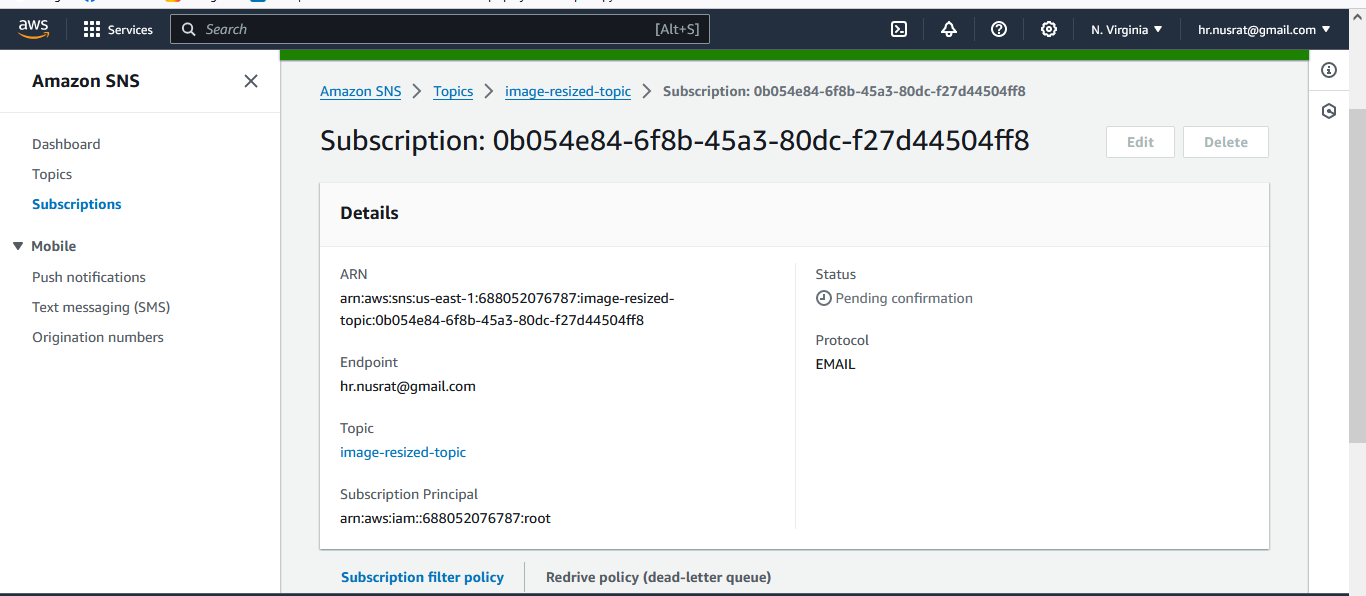 aws
Services
Search
[Alt+S]
N. Virginia
hr.nusrat@gmail.com
Amazon SNS
Dashboard
Topics
Subscriptions
Mobile
Push notifications
Text messaging (SMS)
Origination numbers
Amazon SNS
Topics
image-resized-topic
Subscription: 0b054e84-6f8b-45a3-80dc-f27d44504ff8
Subscription: 0b054e84-6f8b-45a3-80dc-f27d44504ff8
Edit
Delete
Details
ARN
arn:aws:sns:us-east-1:688052076787:image-resized-
topic:0b054e84-6f8b-45a3-80dc-f27d44504ff8
Endpoint
hr.nusrat@gmail.com
Topic
image-resized-topic
Subscription Principal
arn:aws:iam::688052076787:root
Status
Pending confirmation
Protocol
EMAIL
Subscription filter policy
Redrive policy (dead-letter queue)